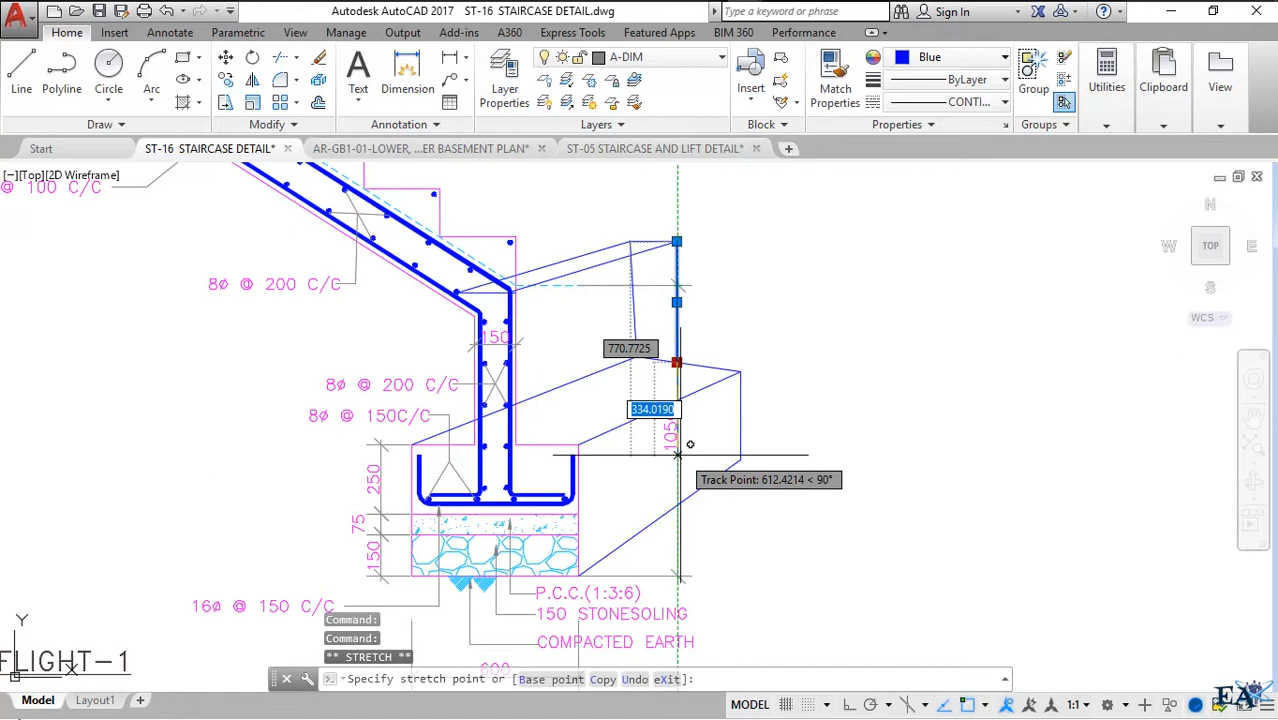 Autodesk AutoCAD 2017 ST-16 STAIRCASE DETAIL.dwg
Type a keyword or phrase
Sign In
Home Insert Annotate Parametric View Manage Output Add-ins A360 Express Tools Featured Apps BIM 360 Performance
A-DIM
Blue
ByLayer
CONTI...
Line Polyline Circle Arc Text Dimension Layer Properties Insert Match Properties Group Utilities Clipboard View
Draw Modify Annotation Layers Block Properties Groups
Start ST-16 STAIRCASE DETAIL* AR-GB1-01-LOWER, ...ER BASEMENT PLAN* ST-05 STAIRCASE AND LIFT DETAIL*
[−][Top][2D Wireframe]
@ 100 C/C
N
W TOP E
S
WCS
8ø @ 200 C/C
150
770.7725
8ø @ 200 C/C
334.0190
8ø @ 150C/C
105
250
Track Point: 612.4214 < 90°
75
150
P.C.C.(1:3:6)
16ø @ 150 C/C
150 STONESOLING
Command:
Command:
COMPACTED EARTH
** STRETCH **
Y
FLIGHT-1
X
600
Specify stretch point or [Base point Copy Undo eXit]:
Model Layout1
MODEL
1:1
EA